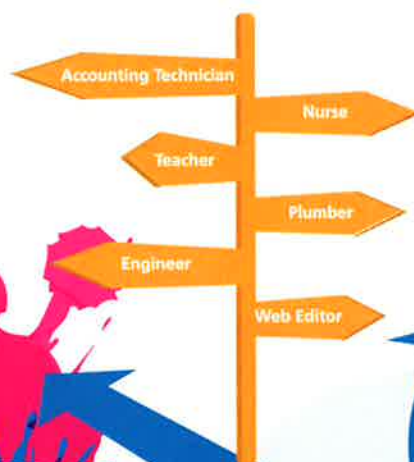 Accounting Technician
Nurse
Teacher
Plumber
Engineer
Web Editor